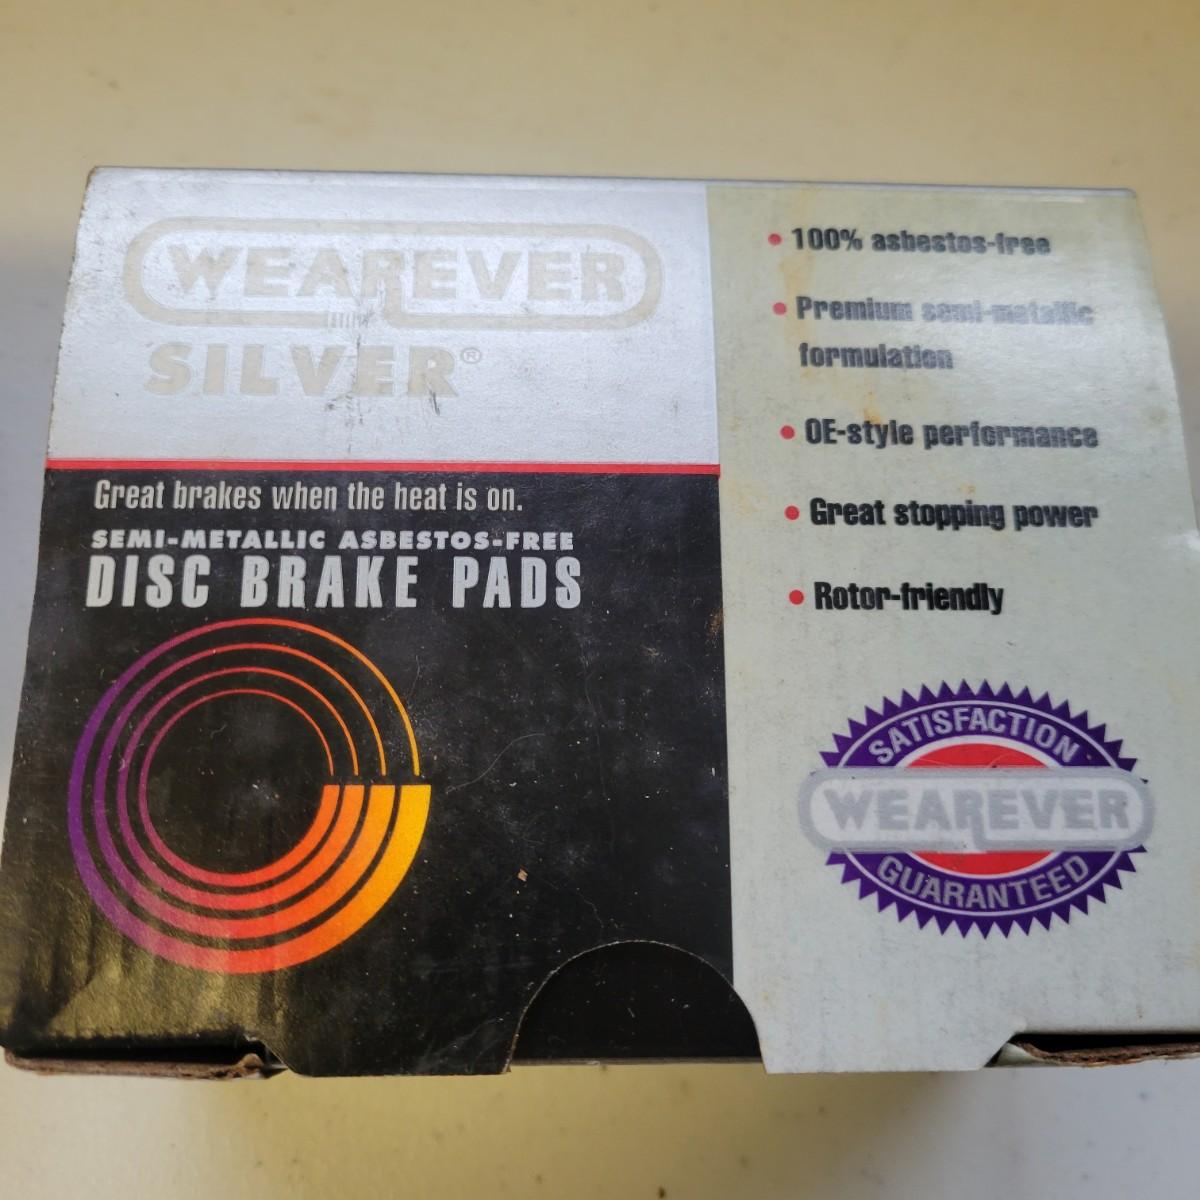 WEAREVER
SILVER®
Great brakes when the heat is on.
SEMI-METALLIC ASBESTOS-FREE
DISC BRAKE PADS
• 100% asbestos-free
• Premium semi-metallic
formulation
• OE-style performance
• Great stopping power
• Rotor-friendly
SATISFACTION
WEAREVER
GUARANTEED